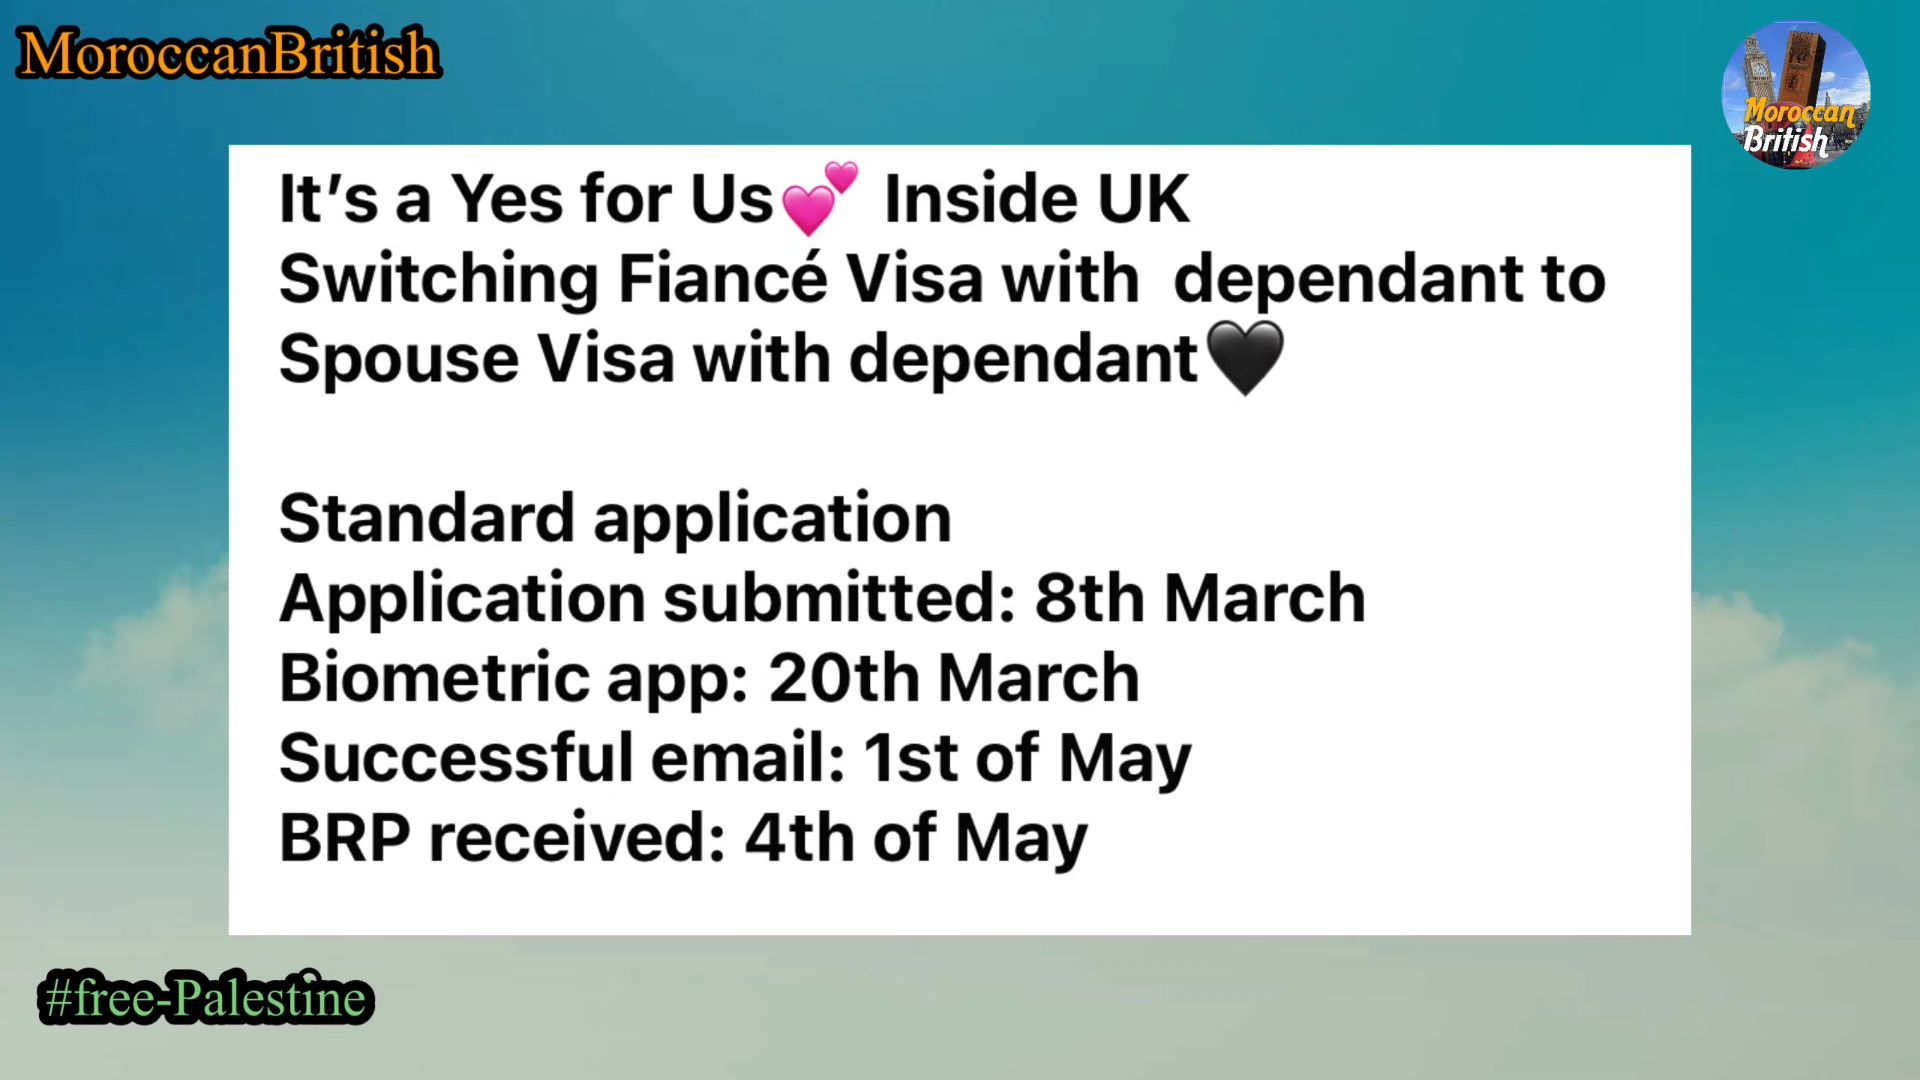 MoroccanBritish
Moroccan
British
It’s a Yes for Us💕 Inside UK
Switching Fiancé Visa with dependant to
Spouse Visa with dependant🖤
Standard application
Application submitted: 8th March
Biometric app: 20th March
Successful email: 1st of May
BRP received: 4th of May
#free-Palestine